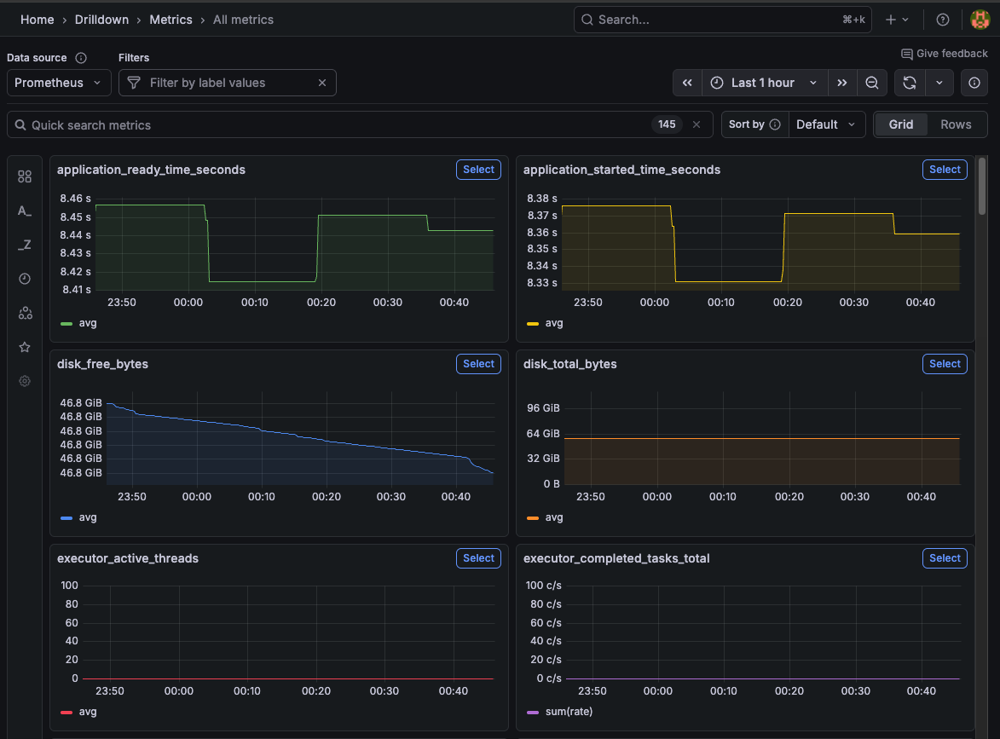 Home › Drilldown › Metrics › All metrics
Search... ⌘+k
Data source
Filters
Give feedback
Prometheus
Filter by label values
Last 1 hour
Quick search metrics
145
Sort by
Default
Grid
Rows
A_
_Z
application_ready_time_seconds
Select
8.46 s
8.45 s
8.44 s
8.43 s
8.42 s
8.41 s
23:50 00:00 00:10 00:20 00:30 00:40
avg
application_started_time_seconds
Select
8.38 s
8.37 s
8.36 s
8.35 s
8.34 s
8.33 s
23:50 00:00 00:10 00:20 00:30 00:40
avg
disk_free_bytes
Select
46.8 GiB
46.8 GiB
46.8 GiB
46.8 GiB
46.8 GiB
46.8 GiB
23:50 00:00 00:10 00:20 00:30 00:40
avg
disk_total_bytes
Select
96 GiB
64 GiB
32 GiB
0 B
23:50 00:00 00:10 00:20 00:30 00:40
avg
executor_active_threads
Select
100
80
60
40
20
0
23:50 00:00 00:10 00:20 00:30 00:40
avg
executor_completed_tasks_total
Select
100 c/s
80 c/s
60 c/s
40 c/s
20 c/s
0 c/s
23:50 00:00 00:10 00:20 00:30 00:40
sum(rate)